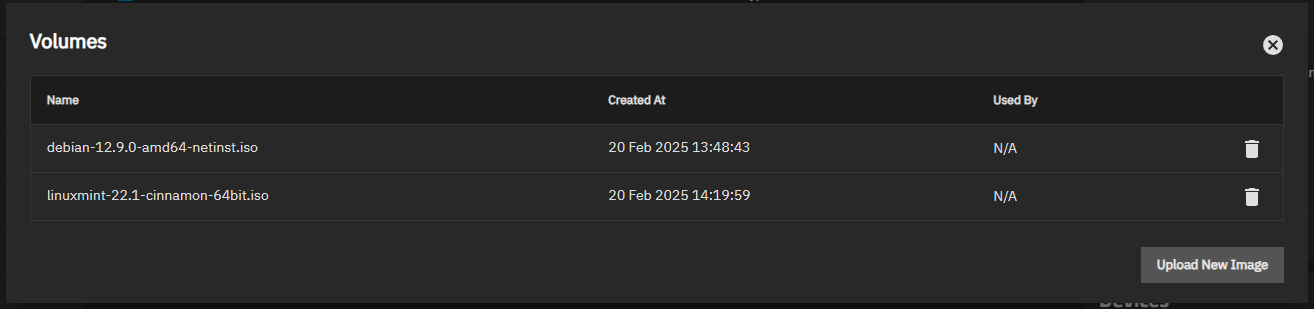 Volumes
Name Created At Used By
debian-12.9.0-amd64-netinst.iso 20 Feb 2025 13:48:43 N/A
linuxmint-22.1-cinnamon-64bit.iso 20 Feb 2025 14:19:59 N/A
Upload New Image
Devices